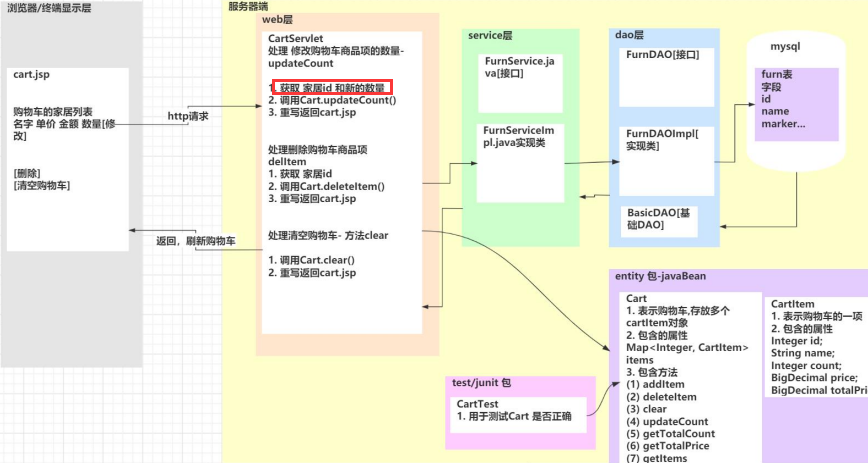 浏览器/终端显示层
cart.jsp
购物车的家居列表
名字 单价 金额 数量[修
改]
[删除]
[清空购物车]
http请求
返回，刷新购物车
服务器端
web层
CartServlet
处理 修改购物车商品项的数量-
updateCount
1. 获取 家居id 和新的数量
2. 调用Cart.updateCount()
3. 重写返回cart.jsp
处理删除购物车商品项
delItem
1. 获取 家居id
2. 调用Cart.deleteItem()
3. 重写返回cart.jsp
处理清空购物车- 方法clear
1. 调用Cart.clear()
2. 重写返回cart.jsp
service层
FurnService.ja
va[接口]
FurnServiceIm
pl.java实现类
dao层
FurnDAO[接口]
FurnDAOImpl[
实现类]
BasicDAO[基
础DAO]
mysql
furn表
字段
id
name
marker...
test/junit 包
CartTest
1. 用于测试Cart 是否正确
entity 包-javaBean
Cart
1. 表示购物车,存放多个
cartItem对象
2. 包含的属性
Map<Integer, CartItem>
items
3. 包含方法
(1) addItem
(2) deleteItem
(3) clear
(4) updateCount
(5) getTotalCount
(6) getTotalPrice
(7) getItems
CartItem
1. 表示购物车的一项
2. 包含的属性
Integer id;
String name;
Integer count;
BigDecimal price;
BigDecimal totalPri